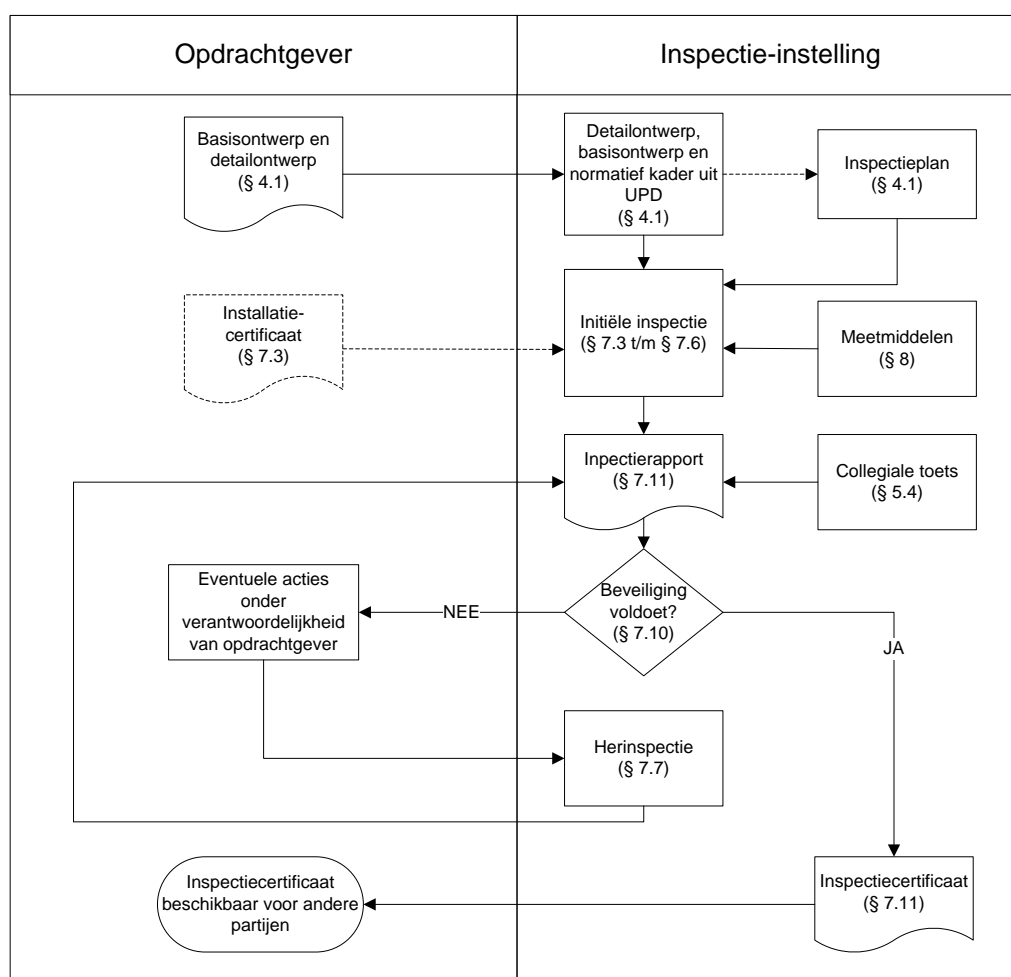 Opdrachtgever
Inspectie-instelling
Basisontwerp en
detailontwerp
(§ 4.1)
Detailontwerp,
basisontwerp en
normatief kader uit
UPD
(§ 4.1)
Inspectieplan
(§ 4.1)
Installatie-
certificaat
(§ 7.3)
Initiële inspectie
(§ 7.3 t/m § 7.6)
Meetmiddelen
(§ 8)
Inpectierapport
(§ 7.11)
Collegiale toets
(§ 5.4)
Eventuele acties
onder
verantwoordelijkheid
van opdrachtgever
NEE
Beveiliging
voldoet?
(§ 7.10)
JA
Herinspectie
(§ 7.7)
Inspectiecertificaat
beschikbaar voor andere
partijen
Inspectiecertificaat
(§ 7.11)